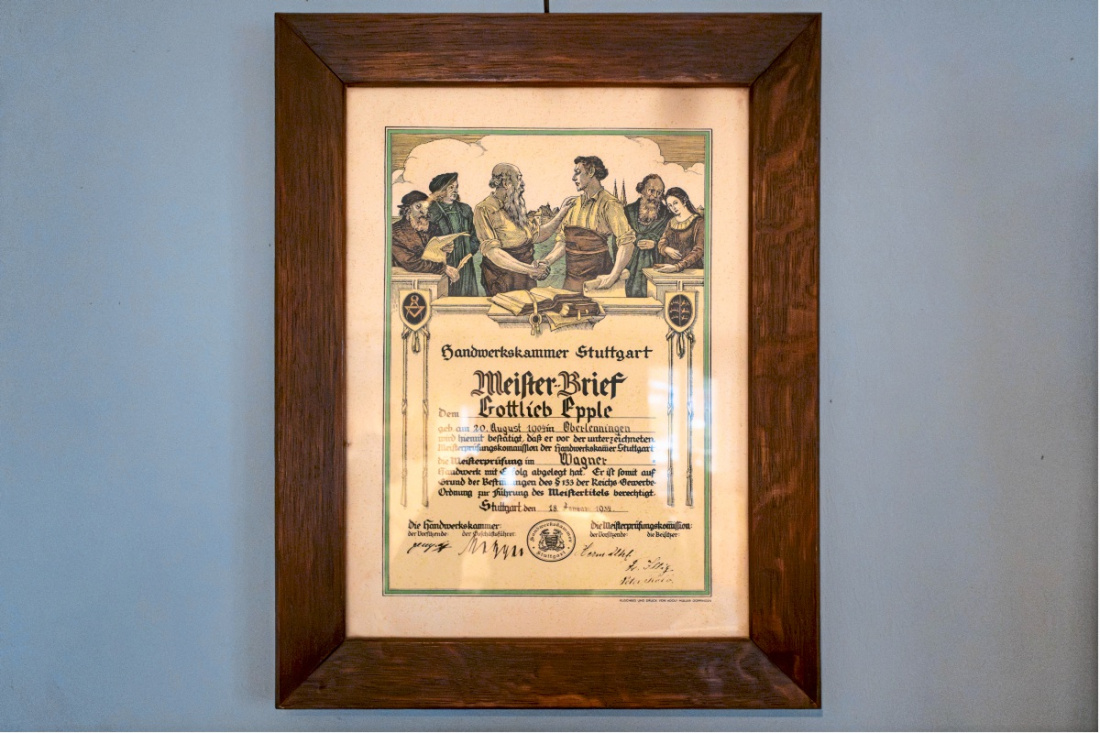 Handwerkskammer Stuttgart
Meister-Brief
Dem Gottlieb Epple
geb am 20. August in Oberlenningen
wird hiemit bestätigt, daß er vor der unterzeichneten
Meisterprüfungskommission der Handwerkskammer Stuttgart
die Meisterprüfung im Wagner
Handwerk mit Erfolg abgelegt hat. Er ist somit auf
Grund der Bestimmungen des § 133 der Reichs-Gewerbe-
Ordnung zur Führung des Meistertitels berechtigt.
Stuttgart, den
Die Handwerkskammer: Die Meisterprüfungskommission:
der Vorsitzende: der Geschäftsführer: der Vorsitzende: die Beisitzer:
Handwerkskammer
Stuttgart